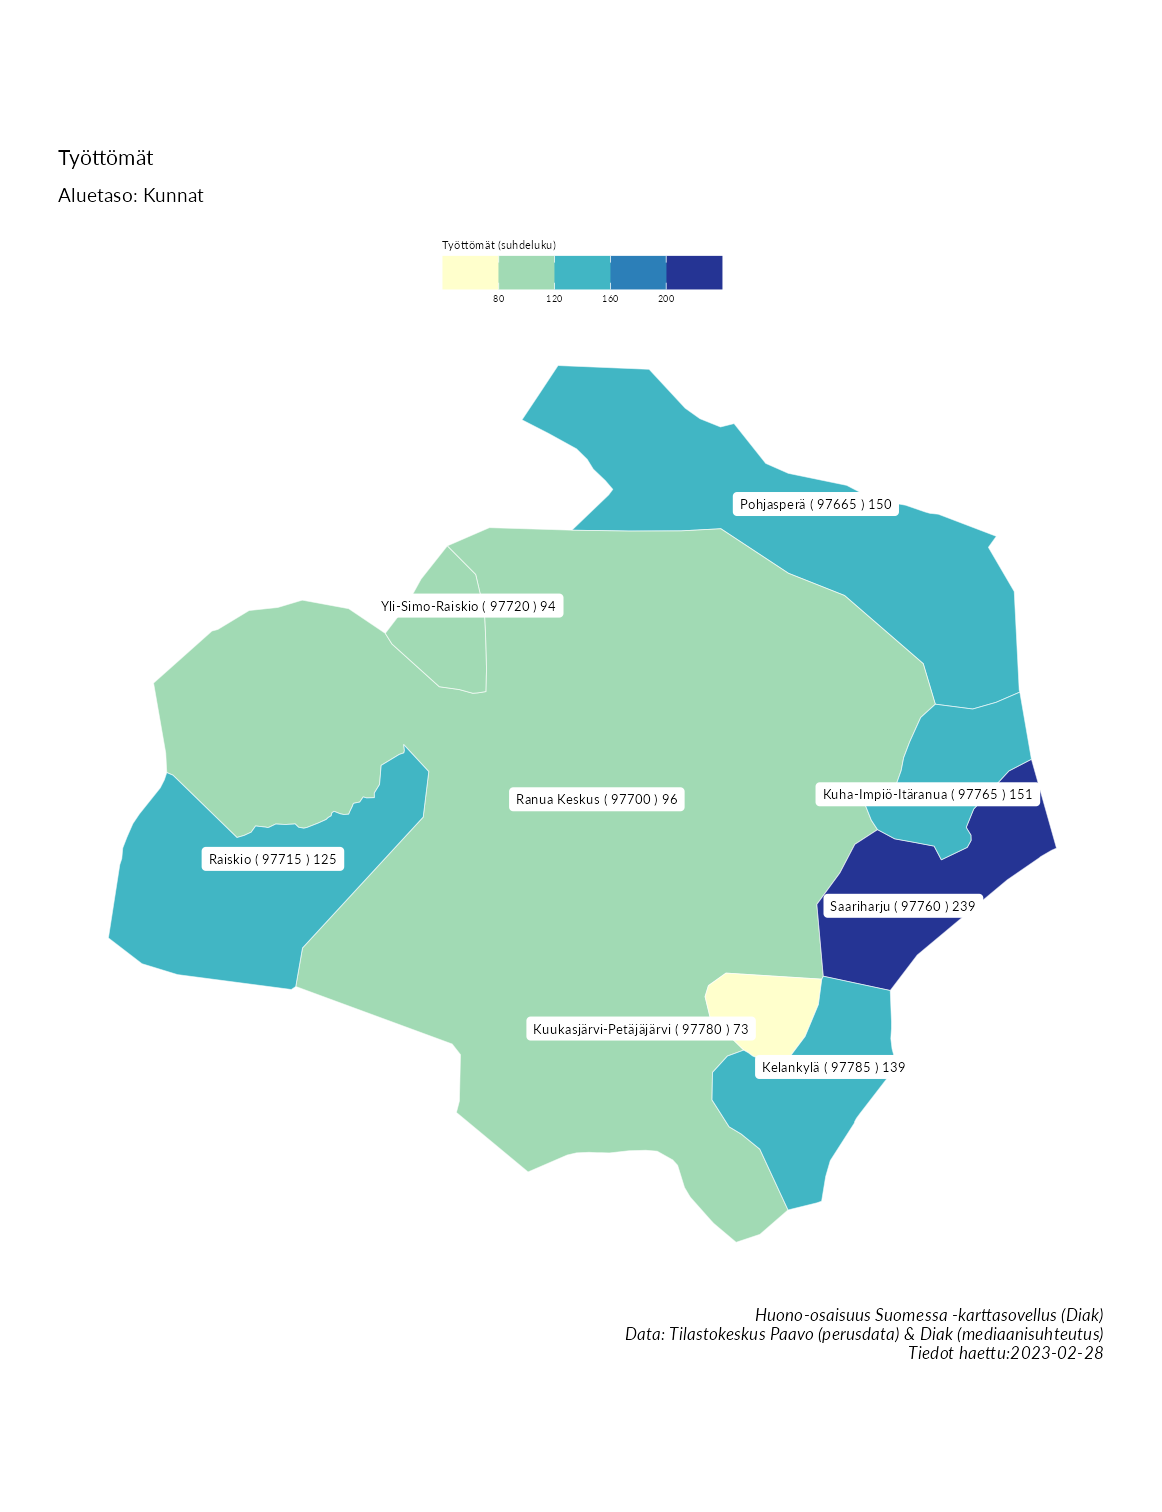 Työttömät
Aluetaso: Kunnat
Työttömät (suhdeluku)
80 120 160 200
Pohjasperä ( 97665 ) 150
Yli-Simo-Raiskio ( 97720 ) 94
Kuha-Impiö-Itäranua ( 97765 ) 151
Ranua Keskus ( 97700 ) 96
Raiskio ( 97715 ) 125
Saariharju ( 97760 ) 239
Kuukasjärvi-Petäjäjärvi ( 97780 ) 73
Kelankylä ( 97785 ) 139
Huono-osaisuus Suomessa -karttasovellus (Diak)
Data: Tilastokeskus Paavo (perusdata) & Diak (mediaanisuhteutus)
Tiedot haettu:2023-02-28